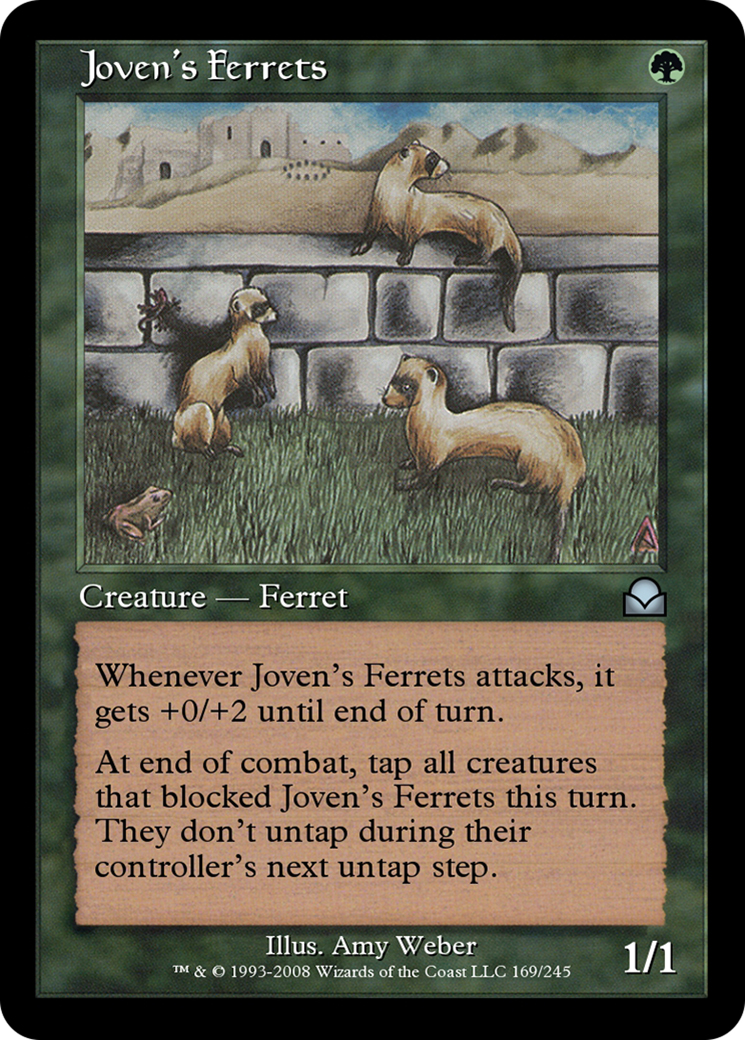 Joven's Ferrets
Creature — Ferret
Whenever Joven's Ferrets attacks, it
gets +0/+2 until end of turn.
At end of combat, tap all creatures
that blocked Joven's Ferrets this turn.
They don't untap during their
controller's next untap step.
Illus. Amy Weber
™ & © 1993-2008 Wizards of the Coast LLC 169/245
1/1